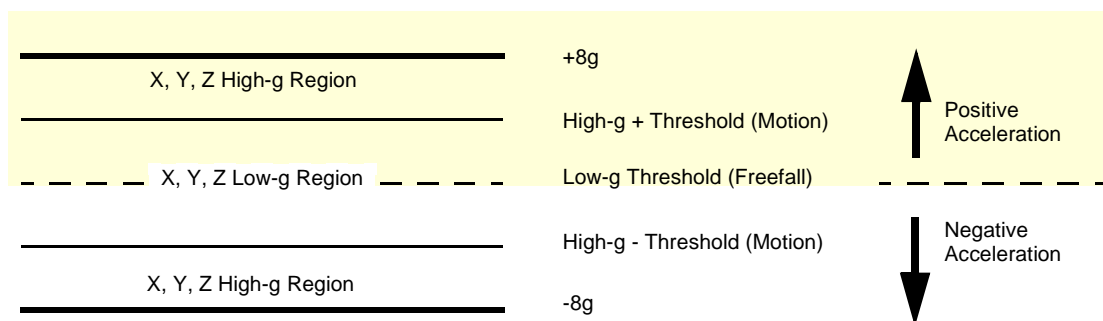 +8g
X, Y, Z High-g Region
High-g + Threshold (Motion)
Positive
Acceleration
X, Y, Z Low-g Region
Low-g Threshold (Freefall)
High-g - Threshold (Motion)
Negative
Acceleration
X, Y, Z High-g Region
-8g